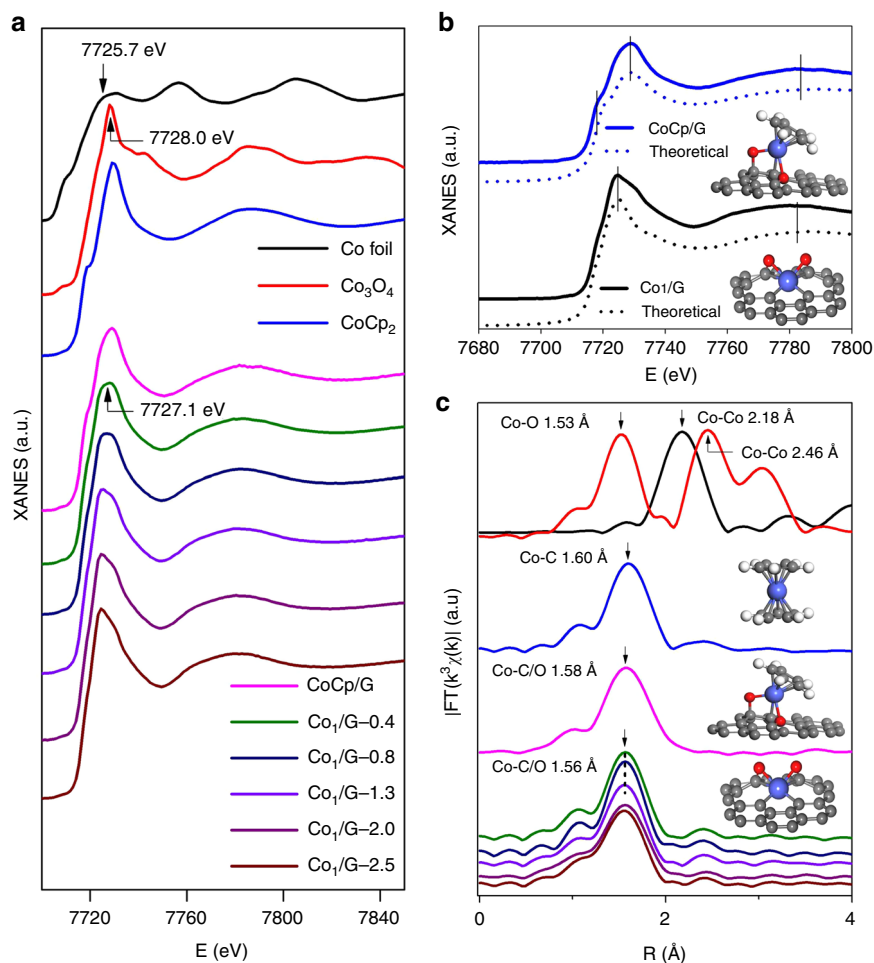 a
7725.7 eV
7728.0 eV
Co foil
Co₃O₄
CoCp₂
7727.1 eV
XANES (a.u.)
CoCp/G
Co₁/G–0.4
Co₁/G–0.8
Co₁/G–1.3
Co₁/G–2.0
Co₁/G–2.5
7720 7760 7800 7840
E (eV)
b
XANES (a.u.)
CoCp/G
Theoretical
Co1/G
Theoretical
7680 7700 7720 7740 7760 7780 7800
E (eV)
c
Co-O 1.53 Å
Co-Co 2.18 Å
Co-Co 2.46 Å
Co-C 1.60 Å
Co-C/O 1.58 Å
Co-C/O 1.56 Å
|FT(k³χ(k)| (a.u)
0 2 4
R (Å)